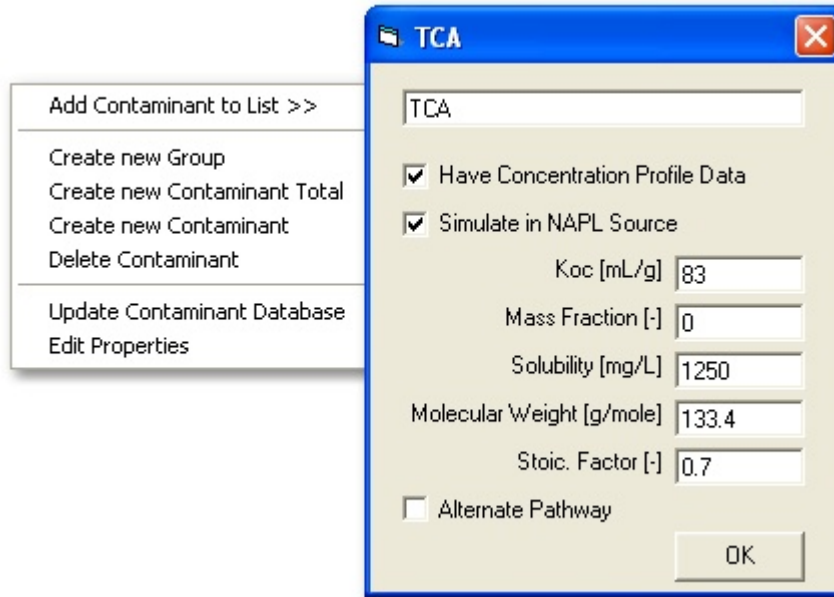 Add Contaminant to List >>
Create new Group
Create new Contaminant Total
Create new Contaminant
Delete Contaminant
Update Contaminant Database
Edit Properties
TCA
TCA
Have Concentration Profile Data
Simulate in NAPL Source
Koc [mL/g] 83
Mass Fraction [-] 0
Solubility [mg/L] 1250
Molecular Weight [g/mole] 133.4
Stoic. Factor [-] 0.7
Alternate Pathway
OK